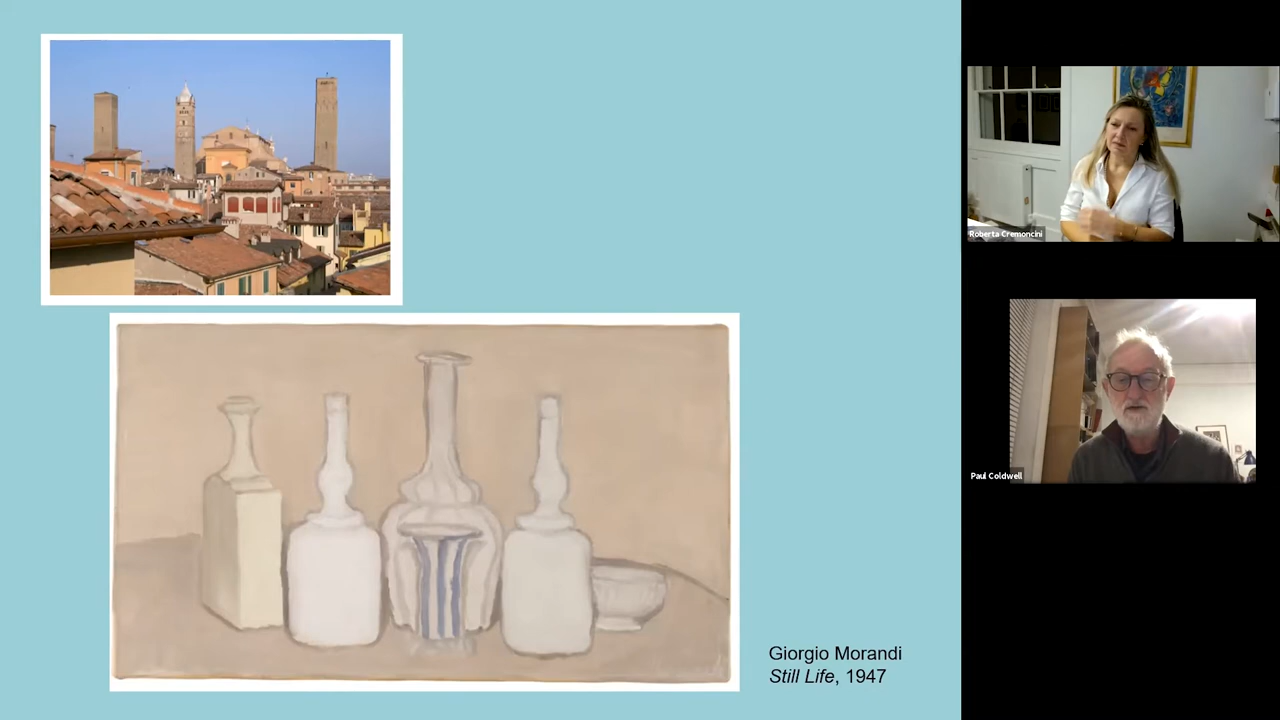 Giorgio Morandi
Still Life, 1947
Roberta Cremoncini
Paul Coldwell